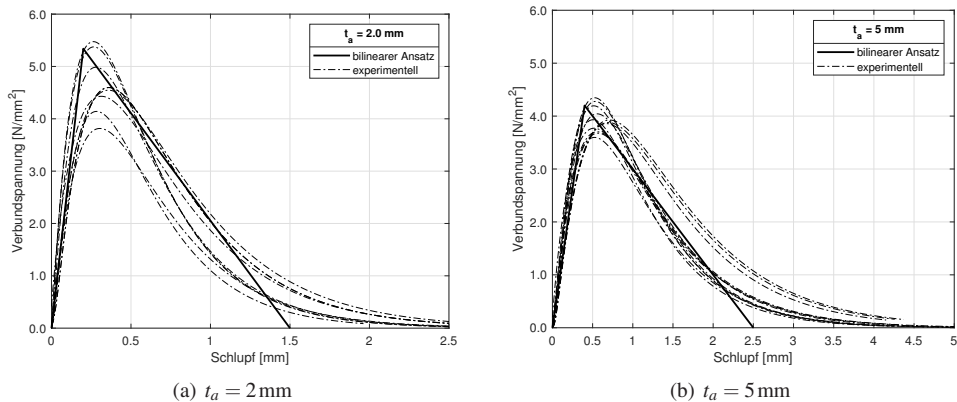 6.0
5.0
4.0
3.0
2.0
1.0
0.0
Verbundspannung [N/mm²]
t_a = 2.0 mm
bilinearer Ansatz
experimentell
0 0.5 1 1.5 2 2.5
Schlupf [mm]
(a) t_a = 2 mm
6.0
5.0
4.0
3.0
2.0
1.0
0.0
Verbundspannung [N/mm²]
t_a = 5 mm
bilinearer Ansatz
experimentell
0 0.5 1 1.5 2 2.5 3 3.5 4 4.5 5
Schlupf [mm]
(b) t_a = 5 mm